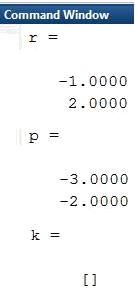 Command Window
r =
-1.0000
2.0000
p =
-3.0000
-2.0000
k =
[]